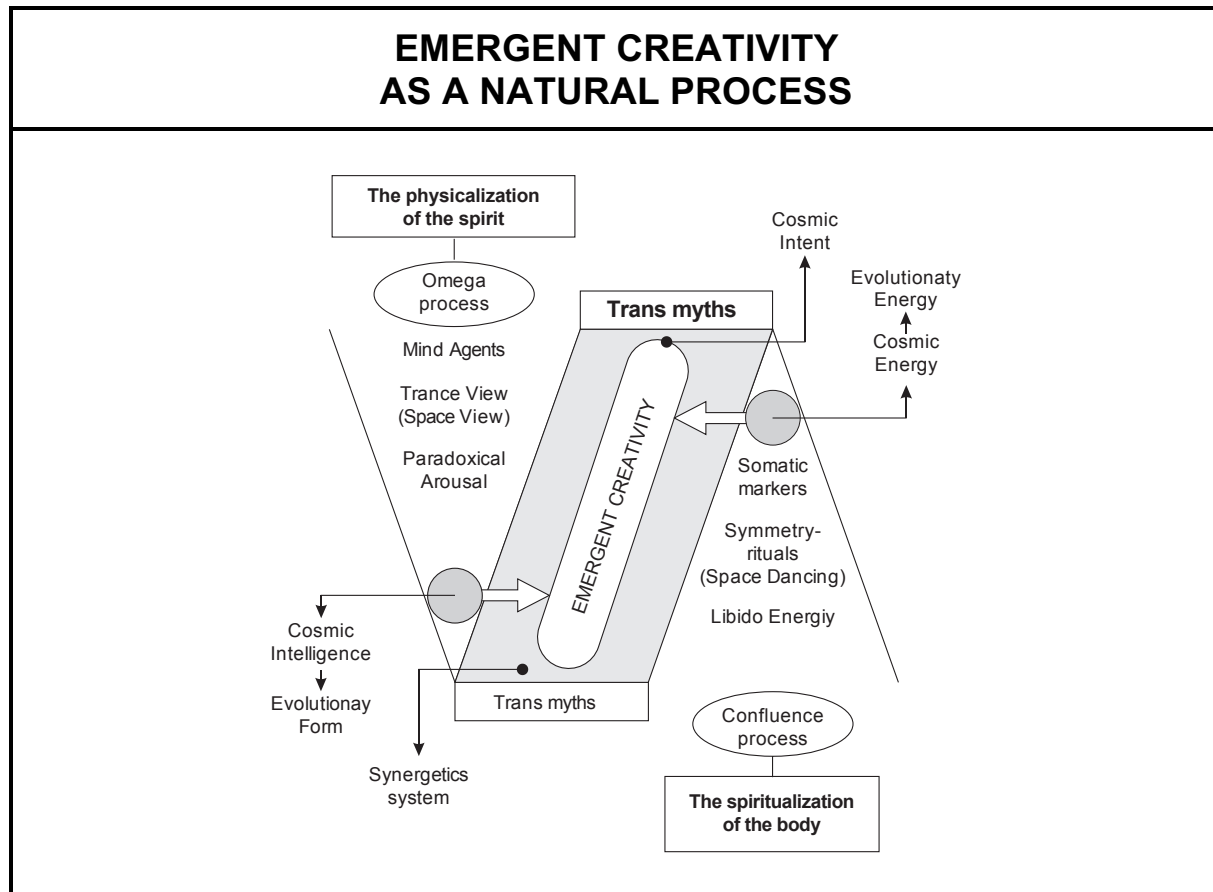 EMERGENT CREATIVITY
AS A NATURAL PROCESS
The physicalization
of the spirit
Omega
process
Mind Agents
Trance View
(Space View)
Paradoxical
Arousal
Cosmic
Intent
Evolutionaty
Energy
Cosmic
Energy
Trans myths
EMERGENT CREATIVITY
Somatic
markers
Symmetry-
rituals
(Space Dancing)
Libido Energiy
Cosmic
Intelligence
Evolutionay
Form
Trans myths
Synergetics
system
Confluence
process
The spiritualization
of the body